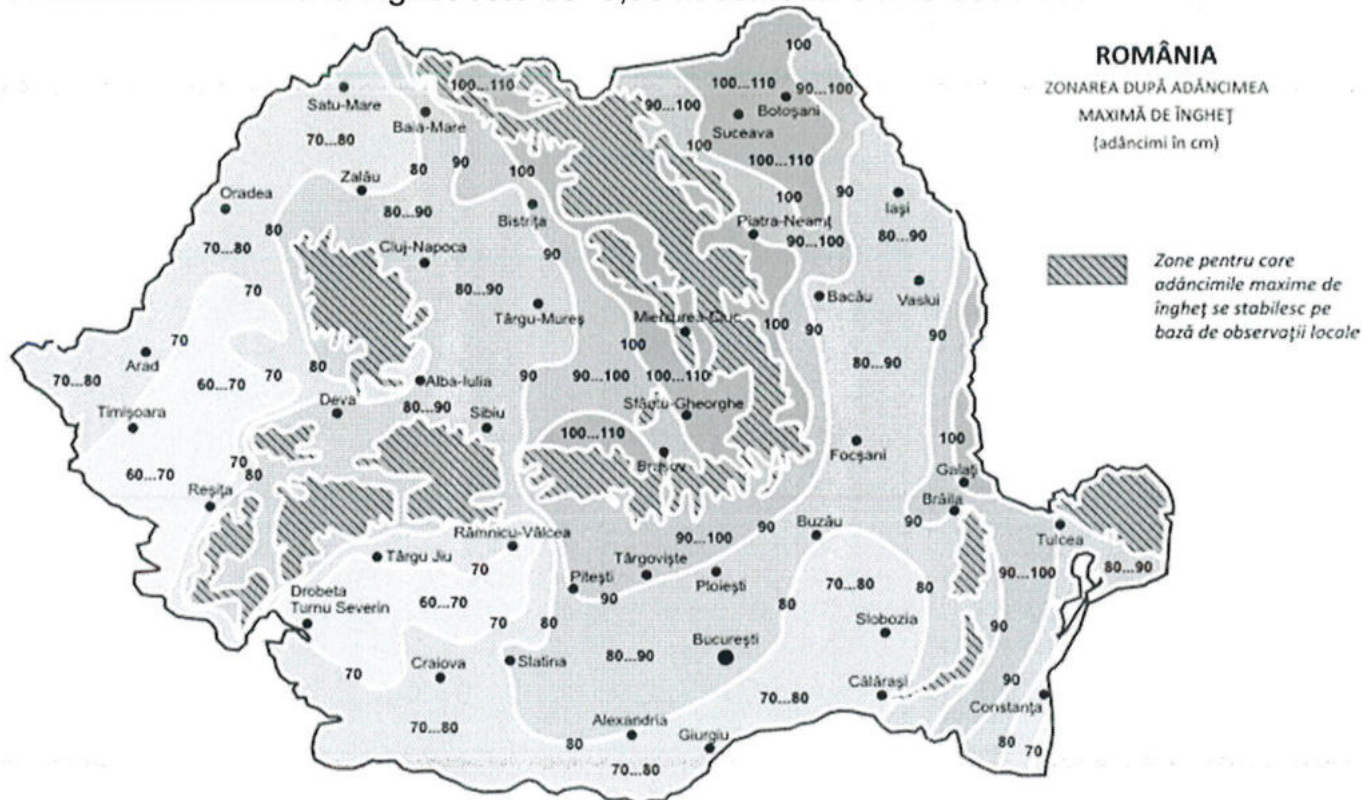 ROMÂNIA
ZONAREA DUPĂ ADÂNCIMEA
MAXIMĂ DE ÎNGHEȚ
(adâncimi în cm)
Zone pentru care
adâncimile maxime de
îngheț se stabilesc pe
bază de observații locale
100
100...110
100...110
90...100
90...100
Satu-Mare
Botoșani
Baia-Mare
Suceava
70...80
100
80
90
100
100...110
Zalău
Oradea
80...90
Bistrița
100
90
Iași
Piatra-Neamț
80
80...90
70...80
Cluj-Napoca
90
90...100
70
80...90
Bacău
Vaslui
Târgu-Mureș
Miercurea-Ciuc
100
90
90
70
100
Arad
80
80...90
70...80
60...70
70
Alba-Iulia
90
90...100
100...110
Timișoara
Deva
80...90
Sibiu
Sfântu-Gheorghe
100...110
Focșani
100
70
80
Brașov
Galați
60...70
Reșița
Brăila
Râmnicu-Vâlcea
90
Buzău
90
Tulcea
90...100
Târgu Jiu
70
Târgoviște
Pitești
Ploiești
70...80
80
90...100
80...90
Drobeta
Turnu Severin
60...70
90
80
70
80
Slobozia
90
București
70
Craiova
Slatina
80...90
70...80
Călărași
90
Constanța
70...80
Alexandria
80
Giurgiu
70...80
80
70